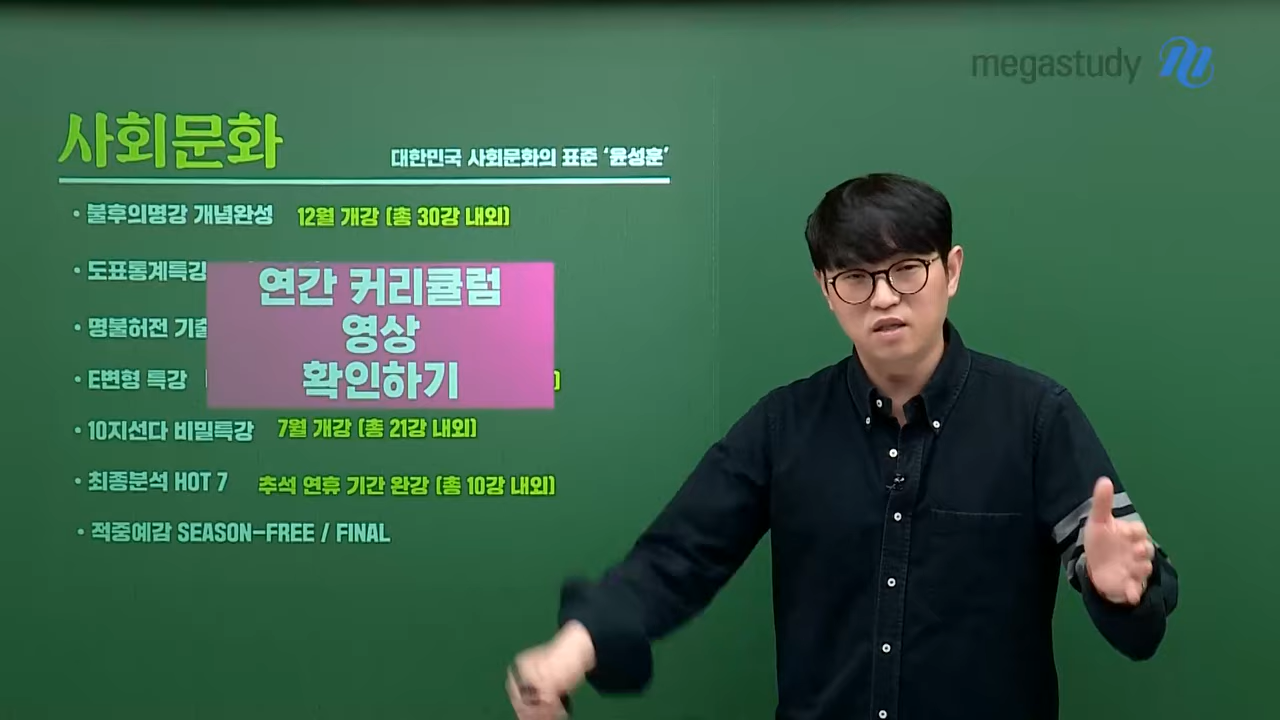 megastudy
사회문화
대한민국 사회문화의 표준 ‘윤성훈’
• 불후의명강 개념완성 12월 개강 (총 30강 내외)
• 도표통계특강
• 명불허전 기출
• E변형 특강
• 10지선다 비밀특강 7월 개강 (총 21강 내외)
• 최종분석 HOT 7 추석 연휴 기간 완강 (총 10강 내외)
• 적중예감 SEASON-FREE / FINAL
연간 커리큘럼
영상
확인하기